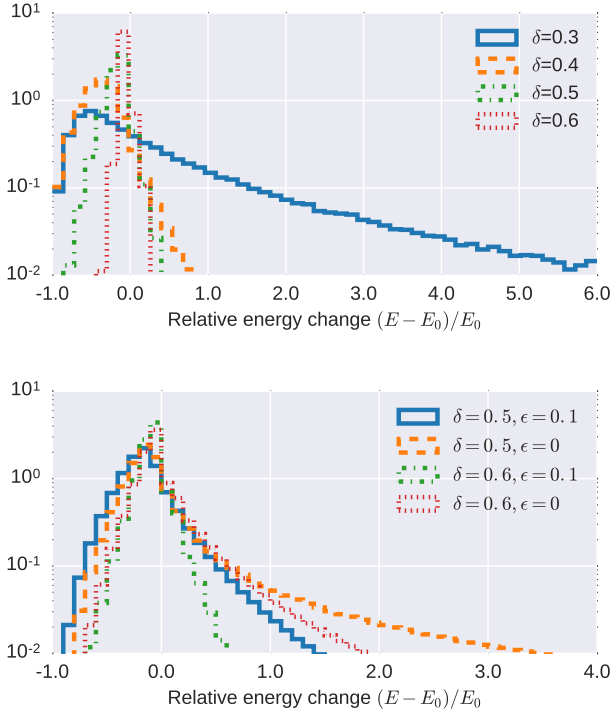 10¹
δ=0.3
δ=0.4
10⁰
δ=0.5
δ=0.6
10⁻¹
10⁻²
-1.0 0.0 1.0 2.0 3.0 4.0 5.0 6.0
Relative energy change (E − E₀)/E₀
10¹
δ = 0.5, ϵ = 0.1
δ = 0.5, ϵ = 0
10⁰
δ = 0.6, ϵ = 0.1
δ = 0.6, ϵ = 0
10⁻¹
10⁻²
-1.0 0.0 1.0 2.0 3.0 4.0
Relative energy change (E − E₀)/E₀